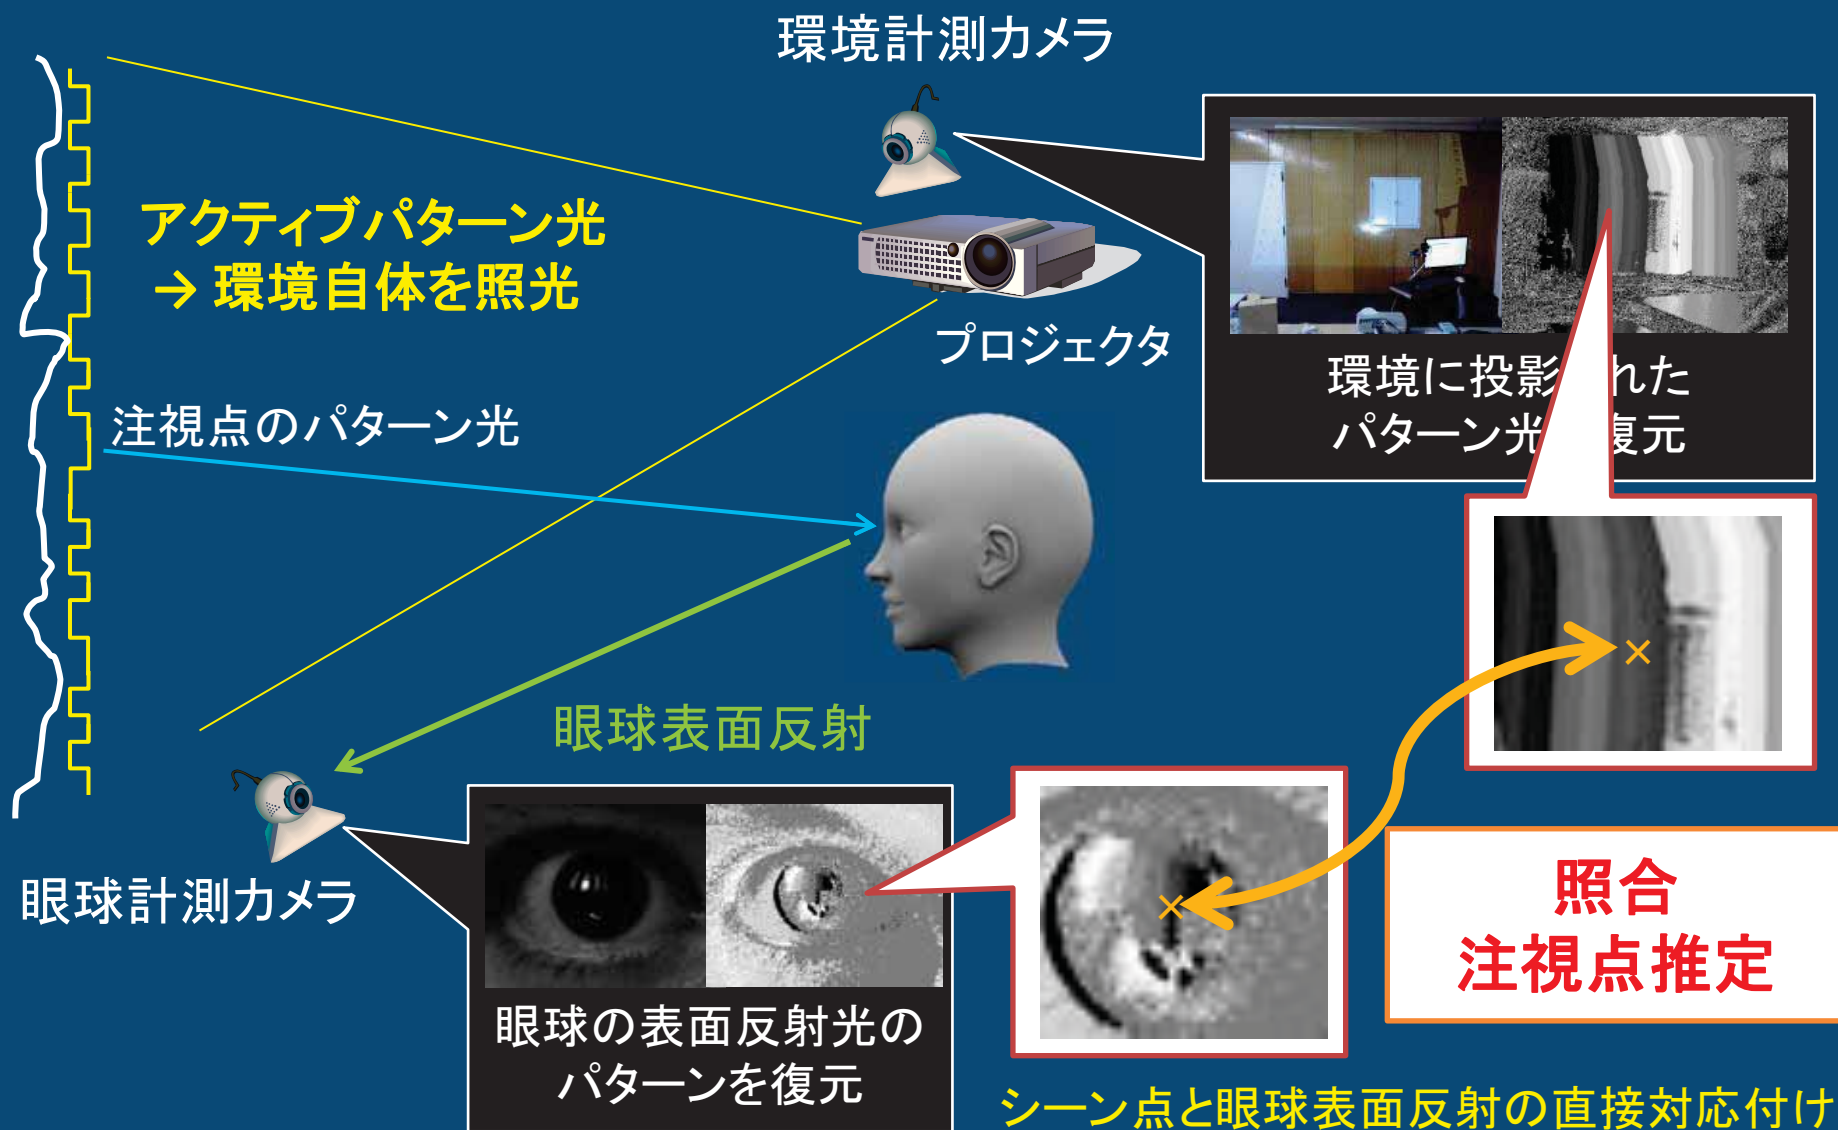 環境計測カメラ
アクティブパターン光
→ 環境自体を照光
プロジェクタ
環境に投影 れた
パターン光 復元
注視点のパターン光
眼球表面反射
眼球計測カメラ
眼球の表面反射光の
パターンを復元
照合
注視点推定
シーン点と眼球表面反射の直接対応付け